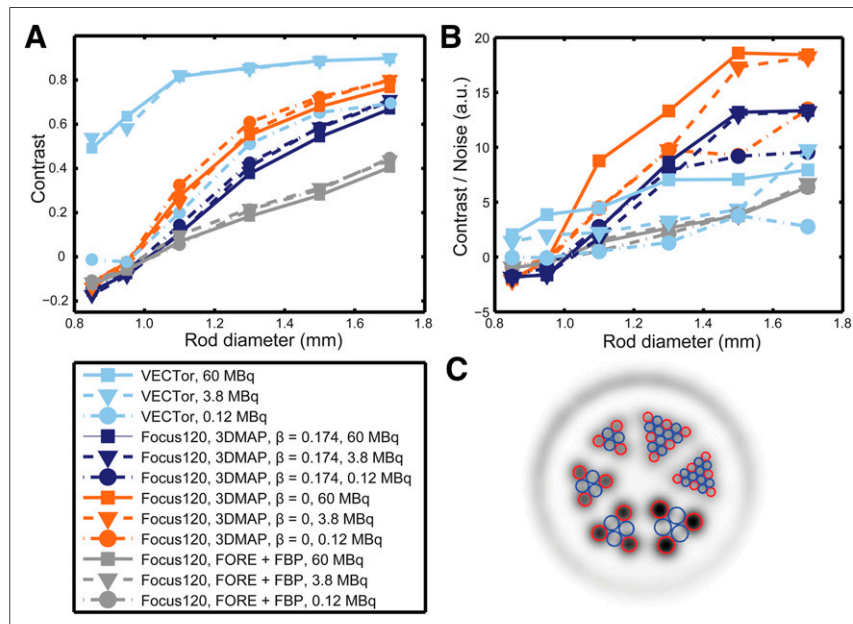 A
Contrast
0.8
0.6
0.4
0.2
0
−0.2
0.8 1.0 1.2 1.4 1.6 1.8
Rod diameter (mm)
B
Contrast / Noise (a.u.)
20
15
10
5
0
−5
0.8 1.0 1.2 1.4 1.6 1.8
Rod diameter (mm)
VECTor, 60 MBq
VECTor, 3.8 MBq
VECTor, 0.12 MBq
Focus120, 3DMAP, β = 0.174, 60 MBq
Focus120, 3DMAP, β = 0.174, 3.8 MBq
Focus120, 3DMAP, β = 0.174, 0.12 MBq
Focus120, 3DMAP, β = 0, 60 MBq
Focus120, 3DMAP, β = 0, 3.8 MBq
Focus120, 3DMAP, β = 0, 0.12 MBq
Focus120, FORE + FBP, 60 MBq
Focus120, FORE + FBP, 3.8 MBq
Focus120, FORE + FBP, 0.12 MBq
C